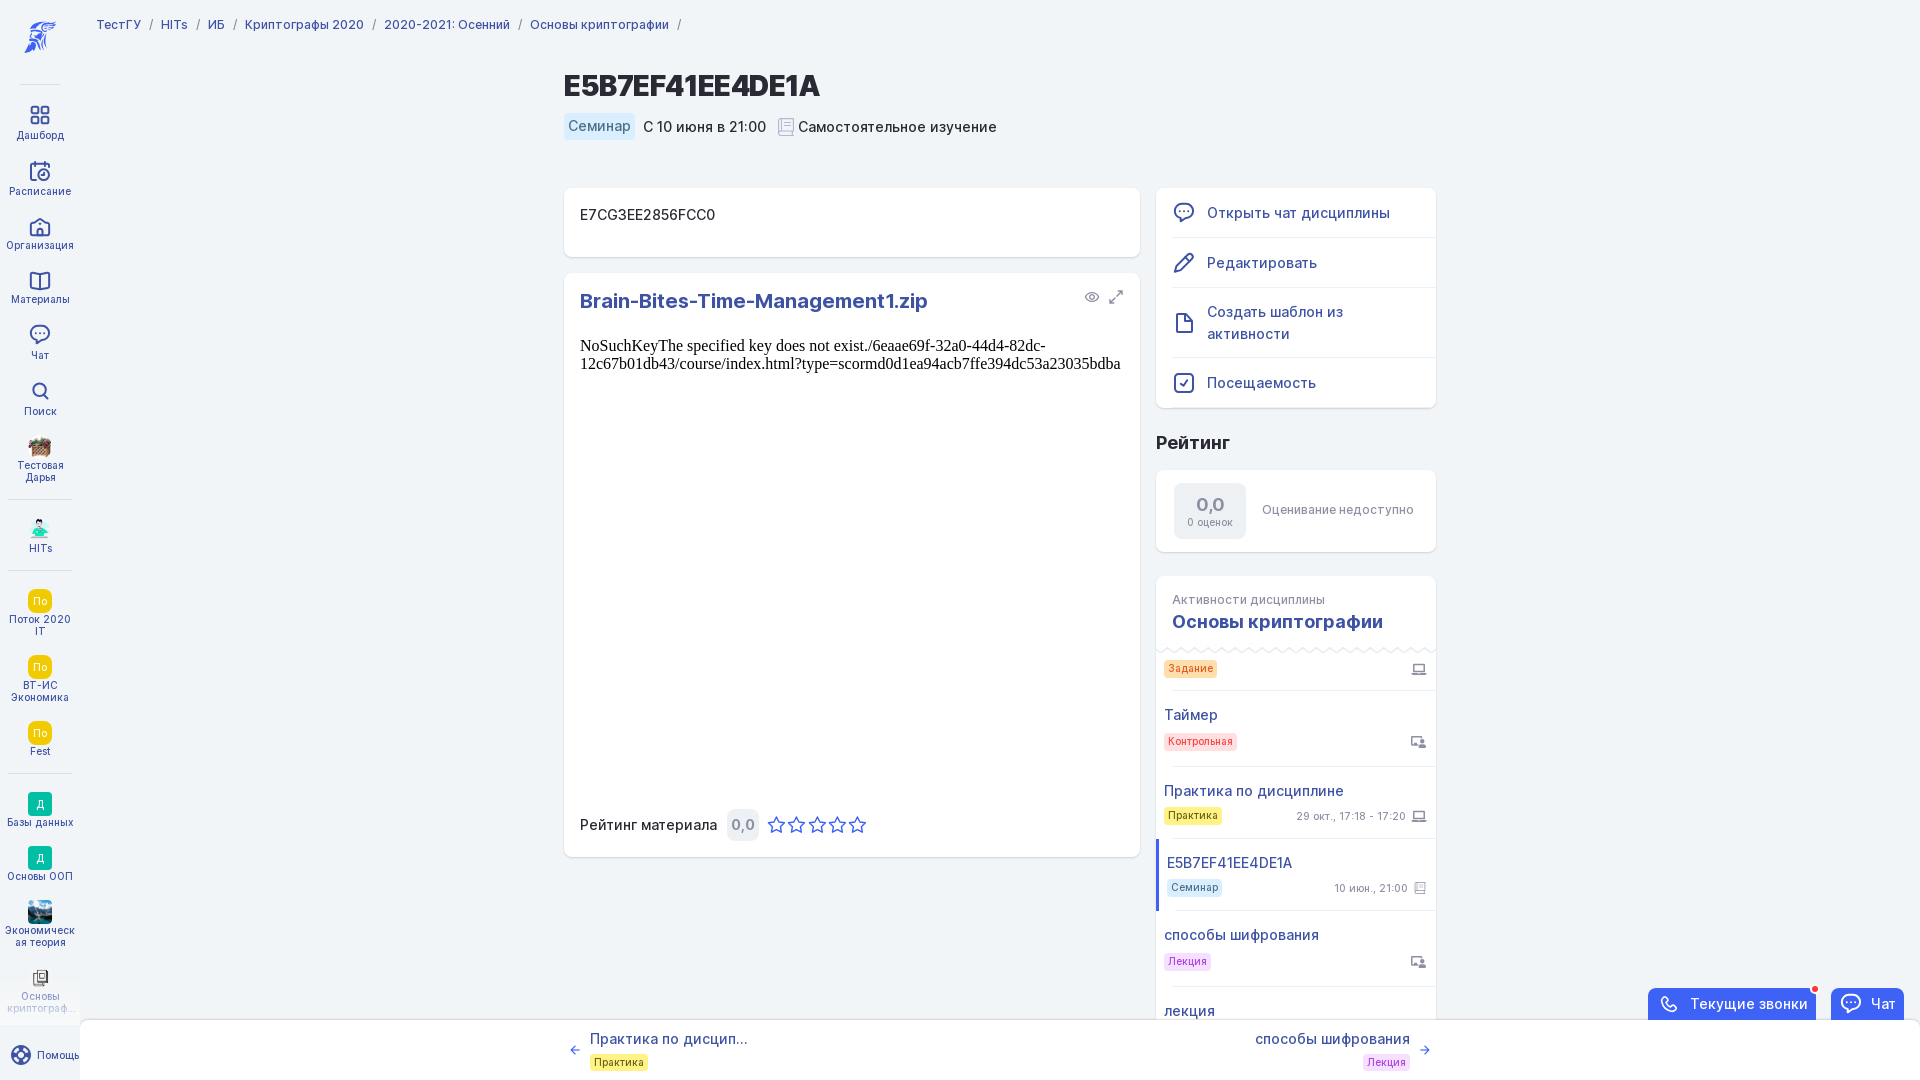 ТестГУ / HITs / ИБ / Криптографы 2020 / 2020-2021: Осенний / Основы криптографии /
Дашборд
Расписание
Организация
Материалы
Чат
Поиск
Тестовая
Дарья
HITs
По
Поток 2020
IT
По
ВТ-ИС
Экономика
По
Fest
Д
Базы данных
Д
Основы ООП
Экономическ
ая теория
Основы
криптограф...
Помощь
E5B7EF41EE4DE1A
Семинар С 10 июня в 21:00 Самостоятельное изучение
E7CG3EE2856FCC0
Brain-Bites-Time-Management1.zip
NoSuchKeyThe specified key does not exist./6eaae69f-32a0-44d4-82dc-
12c67b01db43/course/index.html?type=scormd0d1ea94acb7ffe394dc53a23035bdba
Рейтинг материала 0,0
Открыть чат дисциплины
Редактировать
Создать шаблон из
активности
Посещаемость
Рейтинг
0,0
0 оценок
Оценивание недоступно
Активности дисциплины
Основы криптографии
Задание
Таймер
Контрольная
Практика по дисциплине
Практика 29 окт., 17:18 - 17:20
E5B7EF41EE4DE1A
Семинар 10 июн., 21:00
способы шифрования
Лекция
лекция
Текущие звонки
Чат
Практика по дисцип...
Практика
способы шифрования
Лекция